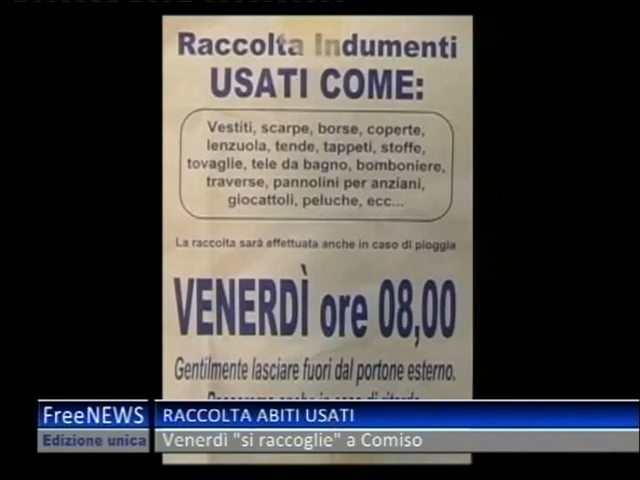 Raccolta Indumenti
USATI COME:
Vestiti, scarpe, borse, coperte,
lenzuola, tende, tappeti, stoffe,
tovaglie, tele da bagno, bomboniere,
traverse, pannolini per anziani,
giocattoli, peluche, ecc...
La raccolta sarà effettuata anche in caso di pioggia
VENERDÌ ore 08,00
Gentilmente lasciare fuori dal portone esterno.
FreeNEWS
RACCOLTA ABITI USATI
Edizione unica
Venerdì "si raccoglie" a Comiso